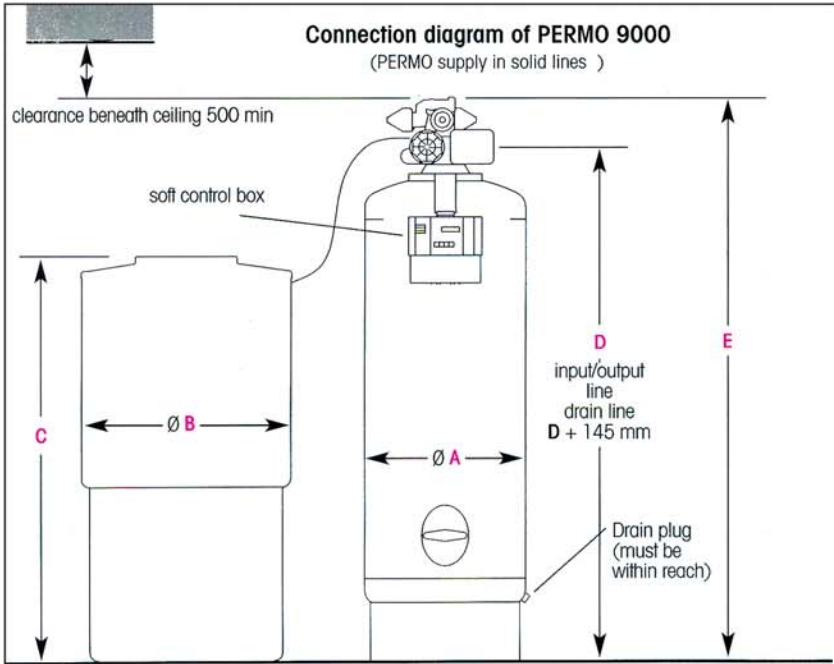 Connection diagram of PERMO 9000
(PERMO supply in solid lines )
clearance beneath ceiling 500 min
soft control box
C
Ø B
Ø A
D
input/output
line
drain line
D + 145 mm
E
Drain plug
(must be
within reach)